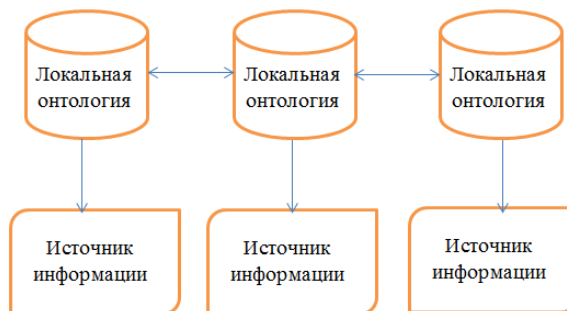 Локальная
онтология
Локальная
онтология
Локальная
онтология
Источник
информации
Источник
информации
Источник
информации